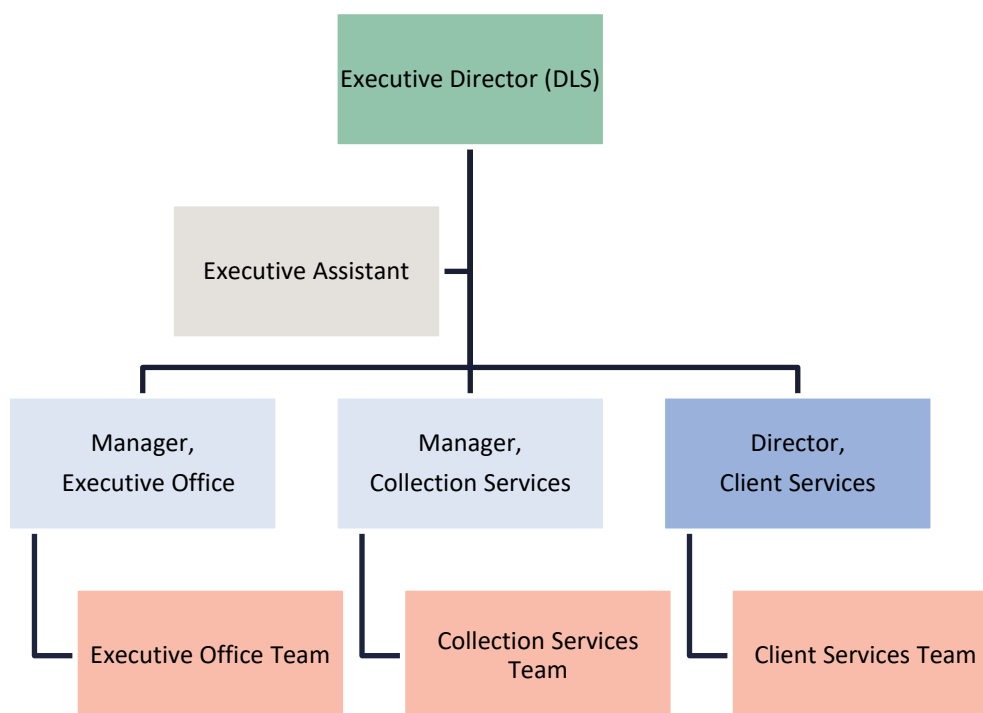 Executive Director (DLS)
Executive Assistant
Manager,
Executive Office
Manager,
Collection Services
Director,
Client Services
Executive Office Team
Collection Services
Team
Client Services Team